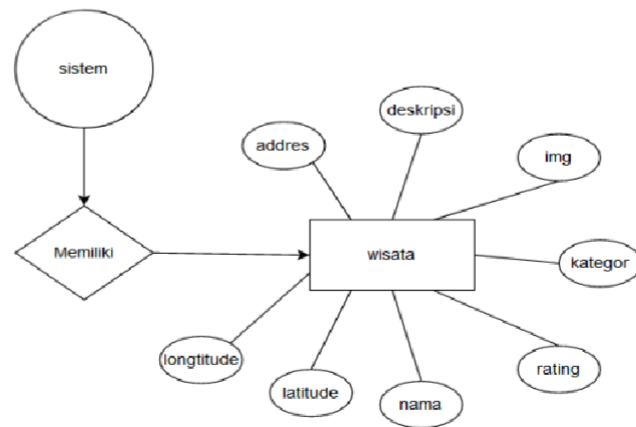 sistem
deskripsi
addres
img
Memiliki
wisata
kategor
longtitude
latitude
nama
rating